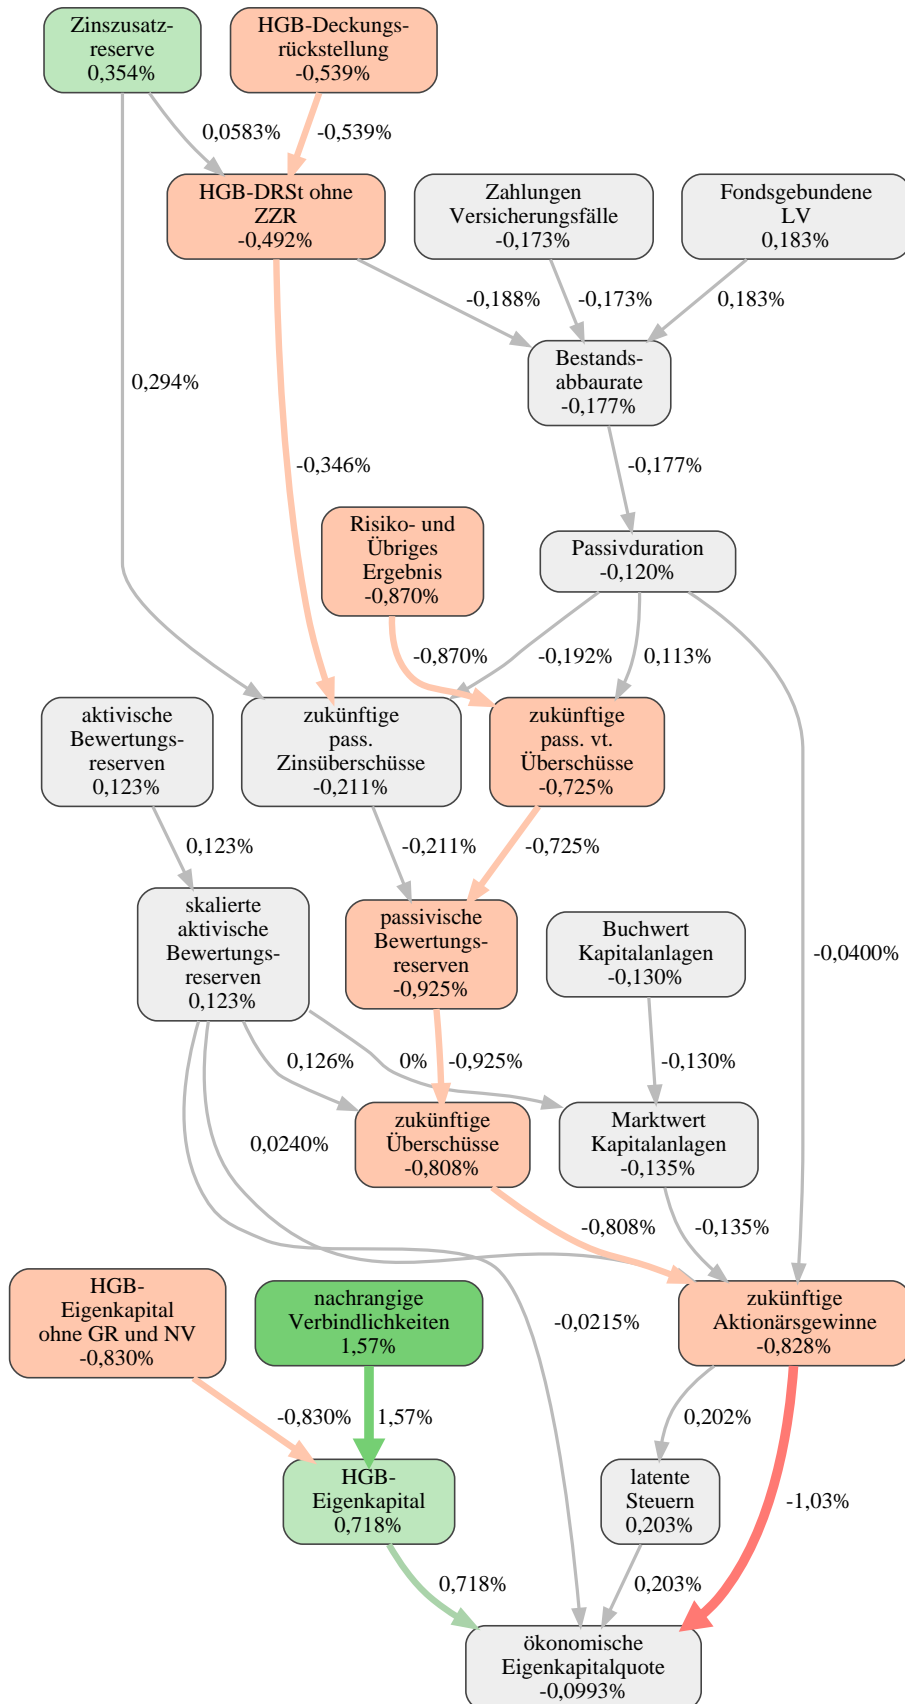 Zinszusatz-
reserve
0,354%
HGB-Deckungs-
rückstellung
-0,539%
0,0583%
-0,539%
HGB-DRSt ohne
ZZR
-0,492%
Zahlungen
Versicherungsfälle
-0,173%
Fondsgebundene
LV
0,183%
-0,188%
-0,173%
0,183%
Bestands-
abbaurate
-0,177%
0,294%
-0,346%
-0,177%
Risiko- und
Übriges
Ergebnis
-0,870%
Passivduration
-0,120%
-0,870%
-0,192%
0,113%
aktivische
Bewertungs-
reserven
0,123%
zukünftige
pass.
Zinsüberschüsse
-0,211%
zukünftige
pass. vt.
Überschüsse
-0,725%
0,123%
-0,211%
-0,725%
skalierte
aktivische
Bewertungs-
reserven
0,123%
passivische
Bewertungs-
reserven
-0,925%
Buchwert
Kapitalanlagen
-0,130%
-0,0400%
0,126%
0%
-0,925%
-0,130%
zukünftige
Überschüsse
-0,808%
Marktwert
Kapitalanlagen
-0,135%
0,0240%
-0,808%
-0,135%
HGB-
Eigenkapital
ohne GR und NV
-0,830%
nachrangige
Verbindlichkeiten
1,57%
-0,0215%
zukünftige
Aktionärsgewinne
-0,828%
-0,830%
1,57%
0,202%
HGB-
Eigenkapital
0,718%
latente
Steuern
0,203%
-1,03%
0,718%
0,203%
ökonomische
Eigenkapitalquote
-0,0993%